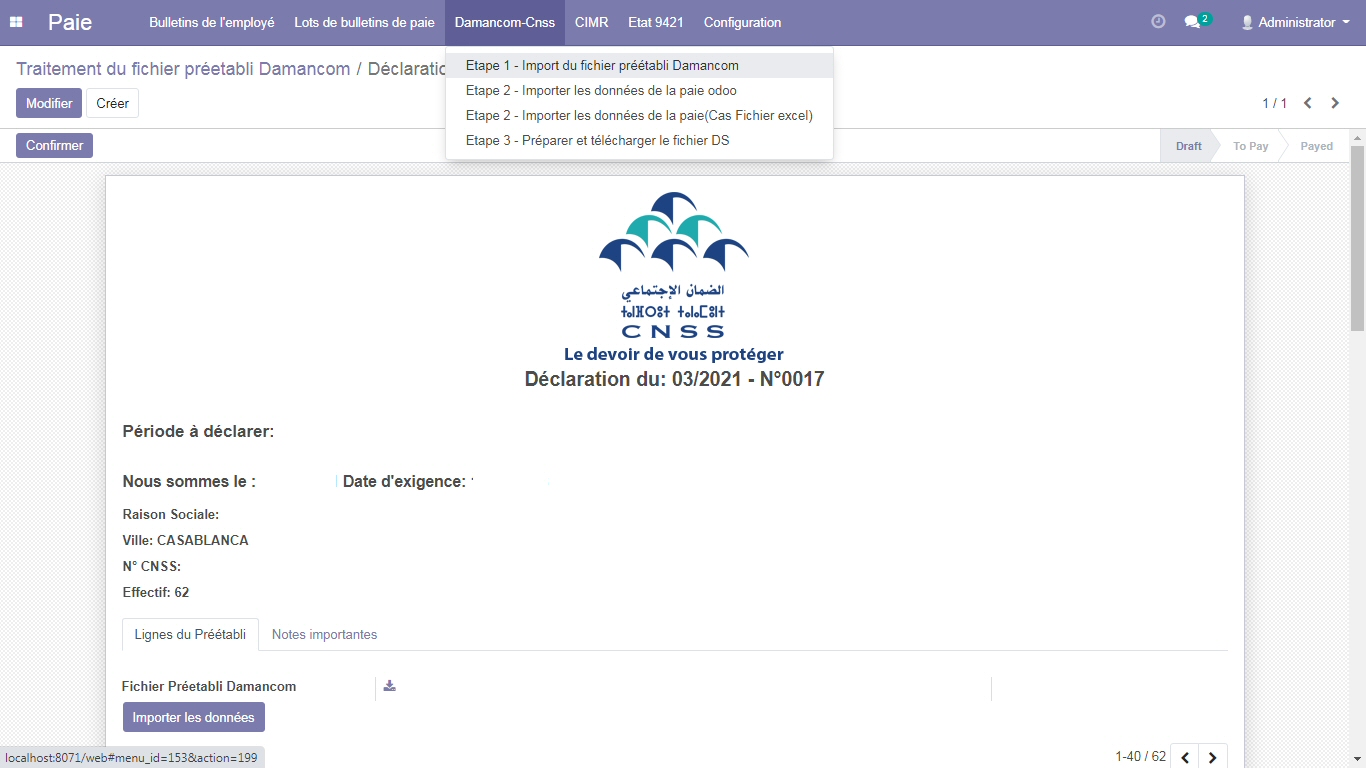 Paie Bulletins de l'employé Lots de bulletins de paie Damancom-Cnss CIMR Etat 9421 Configuration 2 Administrator
Traitement du fichier préetabli Damancom / Déclaratic
Etape 1 - Import du fichier préétabli Damancom
Etape 2 - Importer les données de la paie odoo
Etape 2 - Importer les données de la paie(Cas Fichier excel)
Etape 3 - Préparer et télécharger le fichier DS
Modifier Créer 1 / 1
Confirmer Draft To Pay Payed
الضمان الإجتماعي
ⵜⴰⵏⴼⵔⵓⵜ ⵜⴰⵏⴰⵎⵓⵏⵜ
CNSS
Le devoir de vous protéger
Déclaration du: 03/2021 - N°0017
Période à déclarer:
Nous sommes le : Date d'exigence:
Raison Sociale:
Ville: CASABLANCA
N° CNSS:
Effectif: 62
Lignes du Préétabli Notes importantes
Fichier Préetabli Damancom
Importer les données
localhost:8071/web#menu_id=153&action=199 1-40 / 62